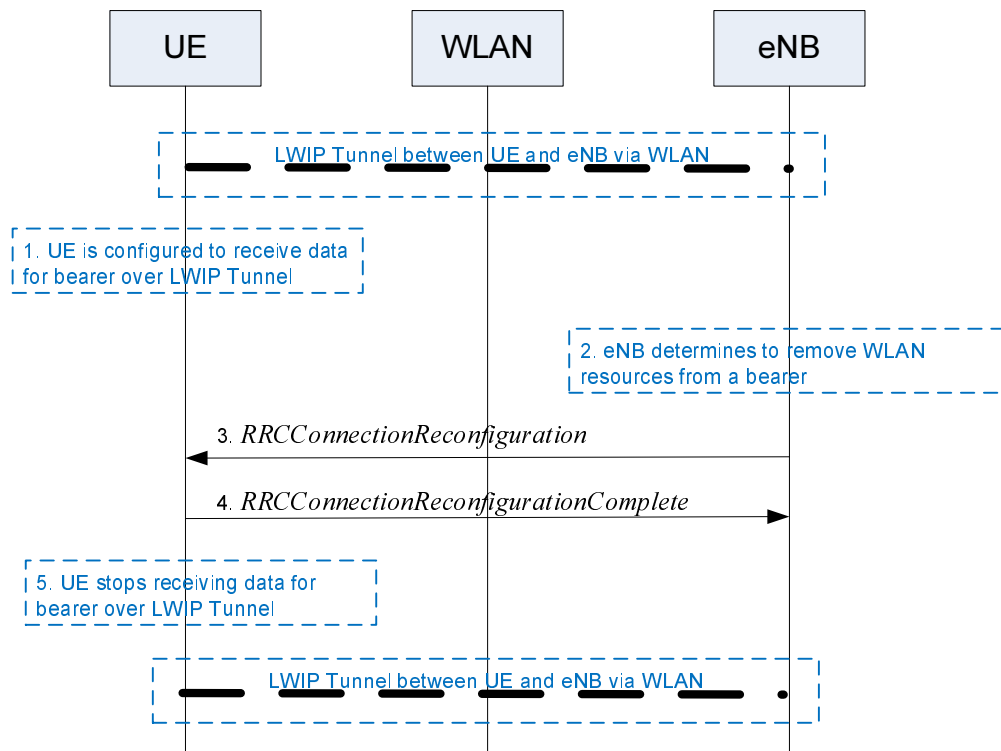 UE
WLAN
eNB
LWIP Tunnel between UE and eNB via WLAN
1. UE is configured to receive data
for bearer over LWIP Tunnel
2. eNB determines to remove WLAN
resources from a bearer
3. RRCConnectionReconfiguration
4. RRCConnectionReconfigurationComplete
5. UE stops receiving data for
bearer over LWIP Tunnel
LWIP Tunnel between UE and eNB via WLAN